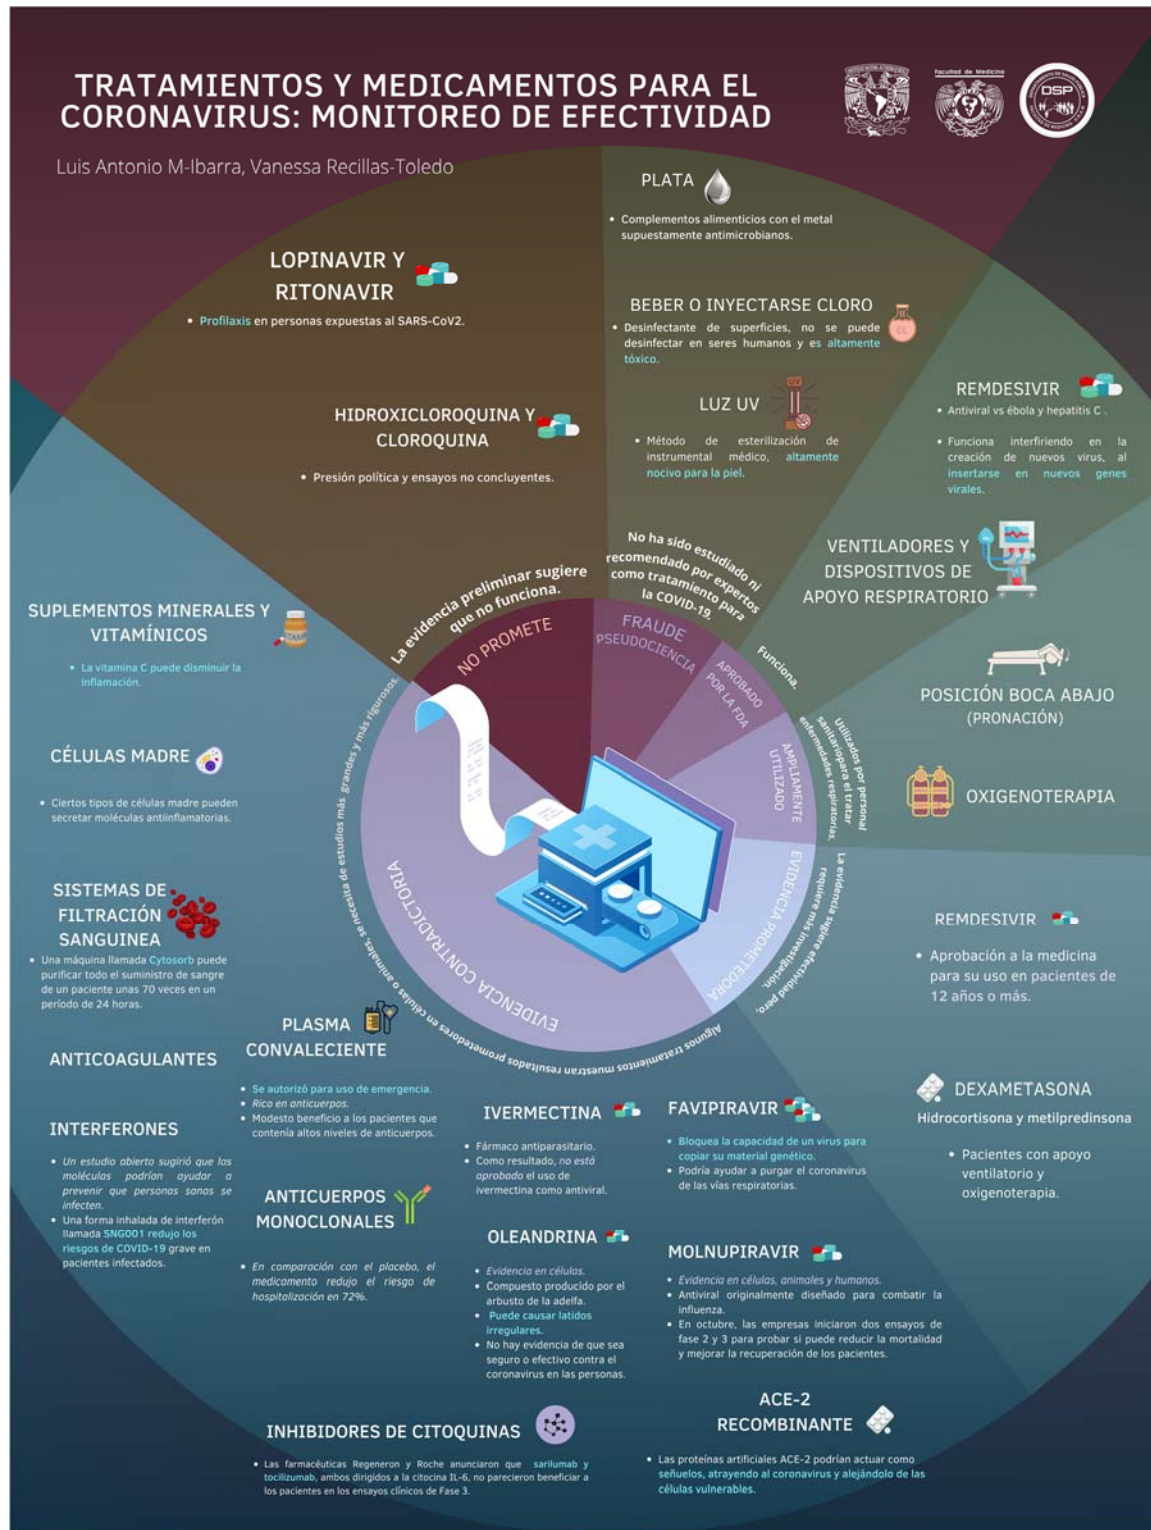 TRATAMIENTOS Y MEDICAMENTOS PARA EL
CORONAVIRUS: MONITOREO DE EFECTIVIDAD
Facultad de Medicina
DSP
Luis Antonio M-Ibarra, Vanessa Recillas-Toledo
PLATA
• Complementos alimenticios con el metal
supuestamente antimicrobianos.
LOPINAVIR Y
RITONAVIR
• Profilaxis en personas expuestas al SARS-CoV2.
BEBER O INYECTARSE CLORO
• Desinfectante de superficies, no se puede
desinfectar en seres humanos y es altamente
tóxico.
CL
HIDROXICLOROQUINA Y
CLOROQUINA
• Presión política y ensayos no concluyentes.
LUZ UV
UV
• Método de esterilización de
instrumental médico, altamente
nocivo para la piel.
REMDESIVIR
• Antiviral vs ébola y hepatitis C .
• Funciona interfiriendo en la
creación de nuevos virus, al
insertarse en nuevos genes
virales.
VENTILADORES Y
DISPOSITIVOS DE
APOYO RESPIRATORIO
POSICIÓN BOCA ABAJO
(PRONACIÓN)
OXIGENOTERAPIA
La evidencia preliminar sugiere
que no funciona.
NO PROMETE
No ha sido estudiado ni
recomendado por expertos
como tratamiento para
la COVID-19.
FRAUDE
PSEUDOCIENCIA
Funciona.
APROBADO
POR LA FDA
Utilizados por personal
sanitariopara el tratar
enfermedades respiratorias.
AMPLIAMENTE
UTILIZADO
La evidencia sugiere efectividad pero,
requiere más investigación.
EVIDENCIA PROMETEDORA
Algunos tratamientos muestran resultados prometedores en células o animales, se necesita de estudios más grandes y más rigurosos.
EVIDENCIA CONTRADICTORIA
SUPLEMENTOS MINERALES Y
VITAMÍNICOS
VITAMIN
• La vitamina C puede disminuir la
inflamación.
CÉLULAS MADRE
• Ciertos tipos de células madre pueden
secretar moléculas antiinflamatorias.
SISTEMAS DE
FILTRACIÓN
SANGUINEA
• Una máquina llamada Cytosorb puede
purificar todo el suministro de sangre
de un paciente unas 70 veces en un
período de 24 horas.
ANTICOAGULANTES
INTERFERONES
• Un estudio abierto sugirió que las
moléculas podrían ayudar a
prevenir que personas sanas se
infecten.
• Una forma inhalada de interferón
llamada SNG001 redujo los
riesgos de COVID-19 grave en
pacientes infectados.
PLASMA
CONVALECIENTE
• Se autorizó para uso de emergencia.
• Rico en anticuerpos.
• Modesto beneficio a los pacientes que
contenía altos niveles de anticuerpos.
ANTICUERPOS
MONOCLONALES
• En comparación con el placebo, el
medicamento redujo el riesgo de
hospitalización en 72%.
IVERMECTINA
• Fármaco antiparasitario.
• Como resultado, no está
aprobado el uso de
ivermectina como antiviral.
OLEANDRINA
• Evidencia en células.
• Compuesto producido por el
arbusto de la adelfa.
• Puede causar latidos
irregulares.
• No hay evidencia de que sea
seguro o efectivo contra el
coronavirus en las personas.
FAVIPIRAVIR
• Bloquea la capacidad de un virus para
copiar su material genético.
• Podría ayudar a purgar el coronavirus
de las vías respiratorias.
MOLNUPIRAVIR
• Evidencia en células, animales y humanos.
• Antiviral originalmente diseñado para combatir la
influenza.
• En octubre, las empresas iniciaron dos ensayos de
fase 2 y 3 para probar si puede reducir la mortalidad
y mejorar la recuperación de los pacientes.
REMDESIVIR
• Aprobación a la medicina
para su uso en pacientes de
12 años o más.
DEXAMETASONA
Hidrocortisona y metilpredinsona
• Pacientes con apoyo
ventilatorio y
oxigenoterapia.
INHIBIDORES DE CITOQUINAS
• Las farmacéuticas Regeneron y Roche anunciaron que sarilumab y
tocilizumab, ambos dirigidos a la citocina IL-6, no parecieron beneficiar a
los pacientes en los ensayos clínicos de Fase 3.
ACE-2
RECOMBINANTE
• Las proteínas artificiales ACE-2 podrían actuar como
señuelos, atrayendo al coronavirus y alejándolo de las
células vulnerables.